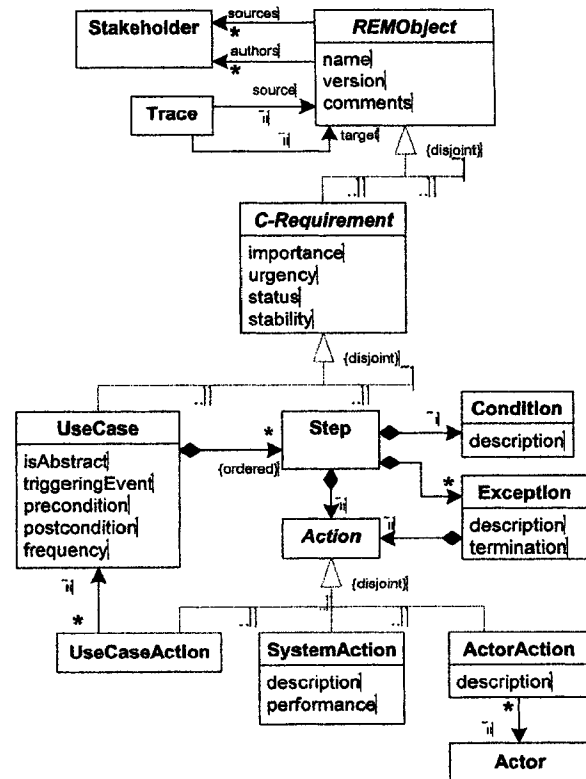 Stakeholder
sources
*
authors
*
REMObject
name
version
comments
Trace
source
target
{disjoint}
C-Requirement
importance
urgency
status
stability
{disjoint}
UseCase
isAbstract
triggeringEvent
precondition
postcondition
frequency
*
{ordered}
Step
Condition
description
*
Exception
description
termination
Action
{disjoint}
*
UseCaseAction
SystemAction
description
performance
ActorAction
description
*
Actor